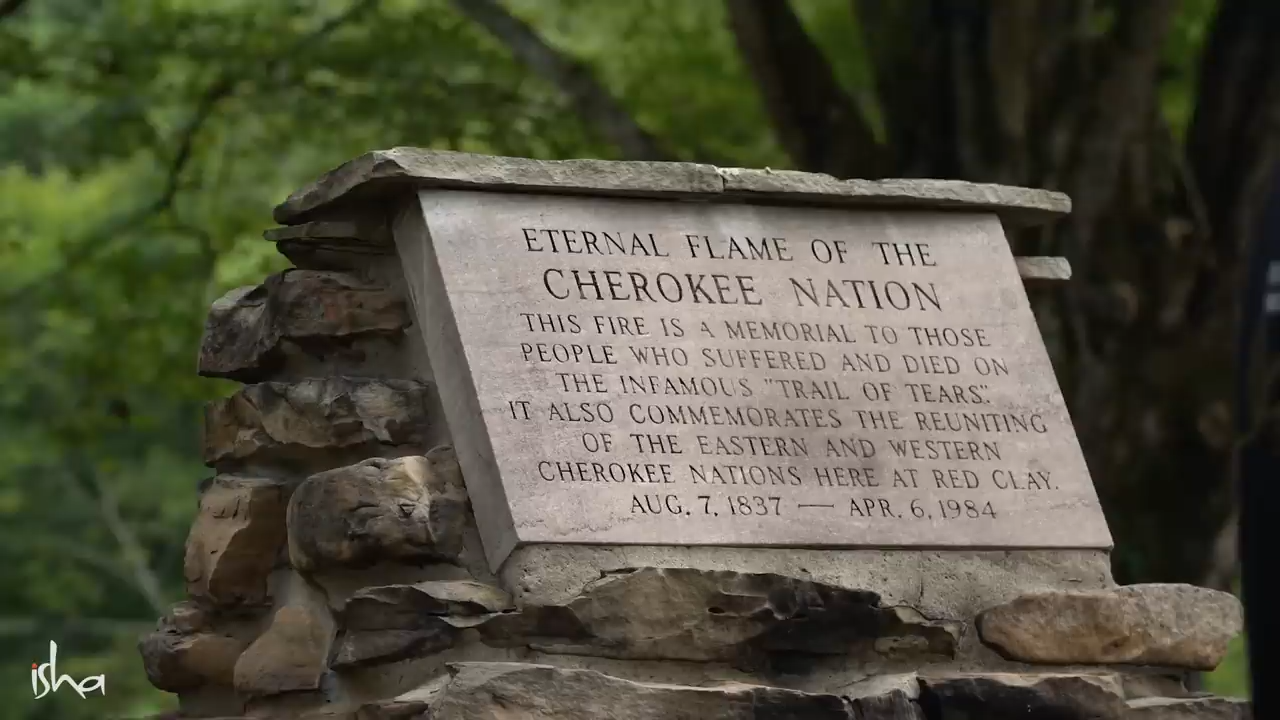 ETERNAL FLAME OF THE
CHEROKEE NATION
THIS FIRE IS A MEMORIAL TO THOSE
PEOPLE WHO SUFFERED AND DIED ON
THE INFAMOUS "TRAIL OF TEARS".
IT ALSO COMMEMORATES THE REUNITING
OF THE EASTERN AND WESTERN
CHEROKEE NATIONS HERE AT RED CLAY.
AUG. 7, 1837 — APR. 6, 1984
isha